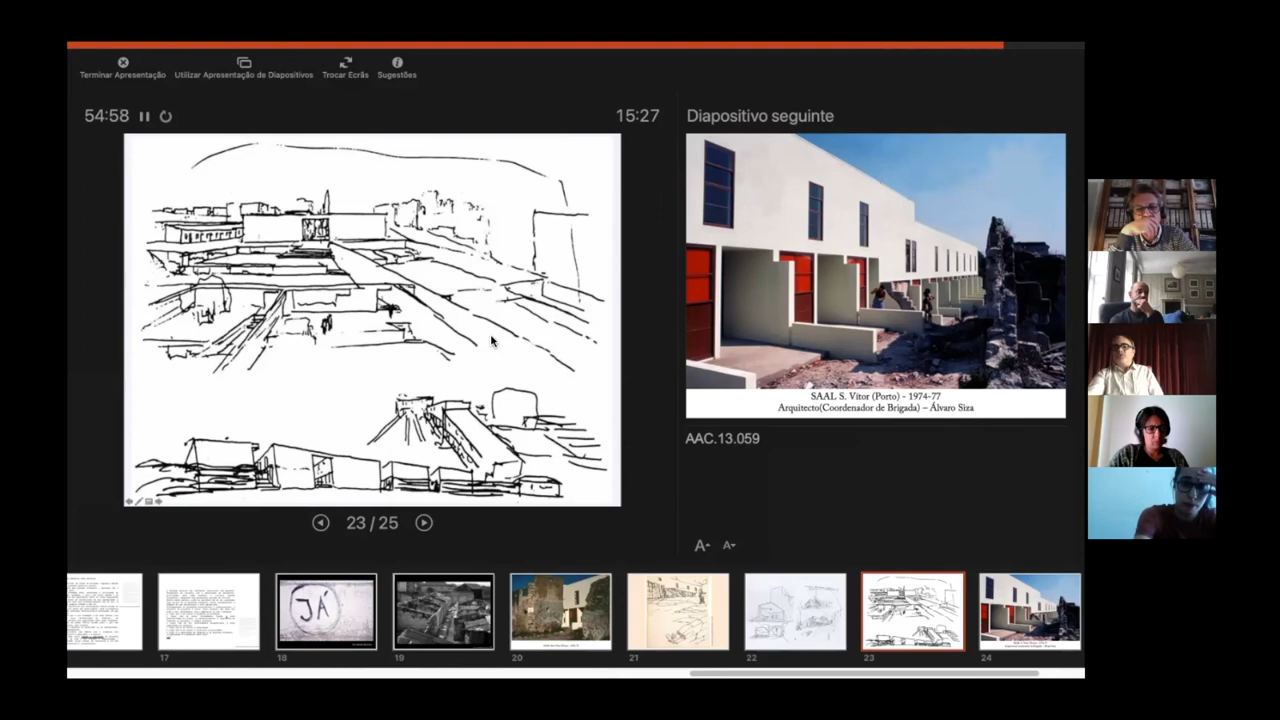 Terminar Apresentação
Utilizar Apresentação de Diapositivos
Trocar Ecrãs
Sugestões
54:58
15:27
Diapositivo seguinte
SAAL S. Vítor (Porto) - 1974-77
Arquitecto(Coordenador de Brigada) – Álvaro Siza
AAC.13.059
23 / 25
A
A
JÁ
17
18
19
20
21
22
23
24